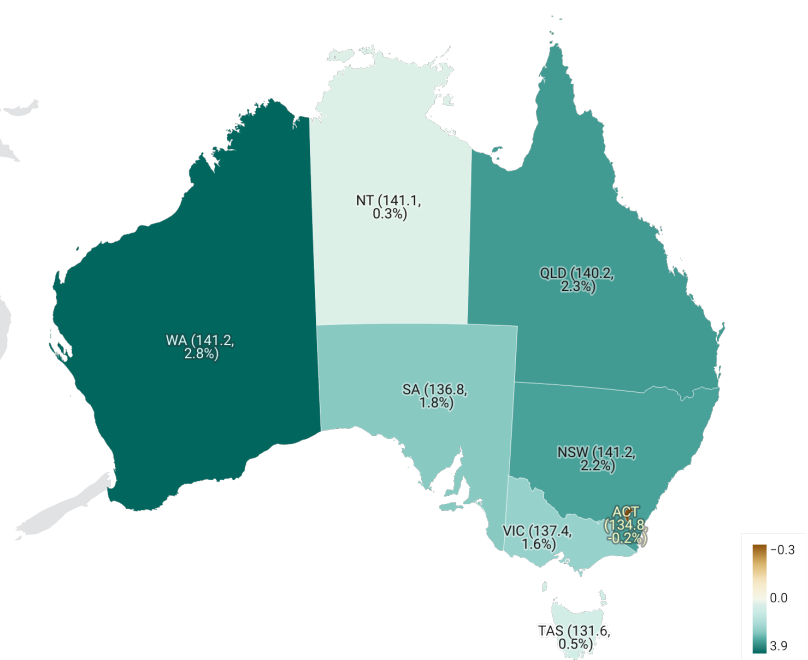 NT (141.1,
0.3%)
QLD (140.2,
2.3%)
WA (141.2,
2.8%)
SA (136.8,
1.8%)
NSW (141.2,
2.2%)
ACT
(134.8,
-0.2%)
VIC (137.4,
1.6%)
TAS (131.6,
0.5%)
−0.3
0.0
3.9